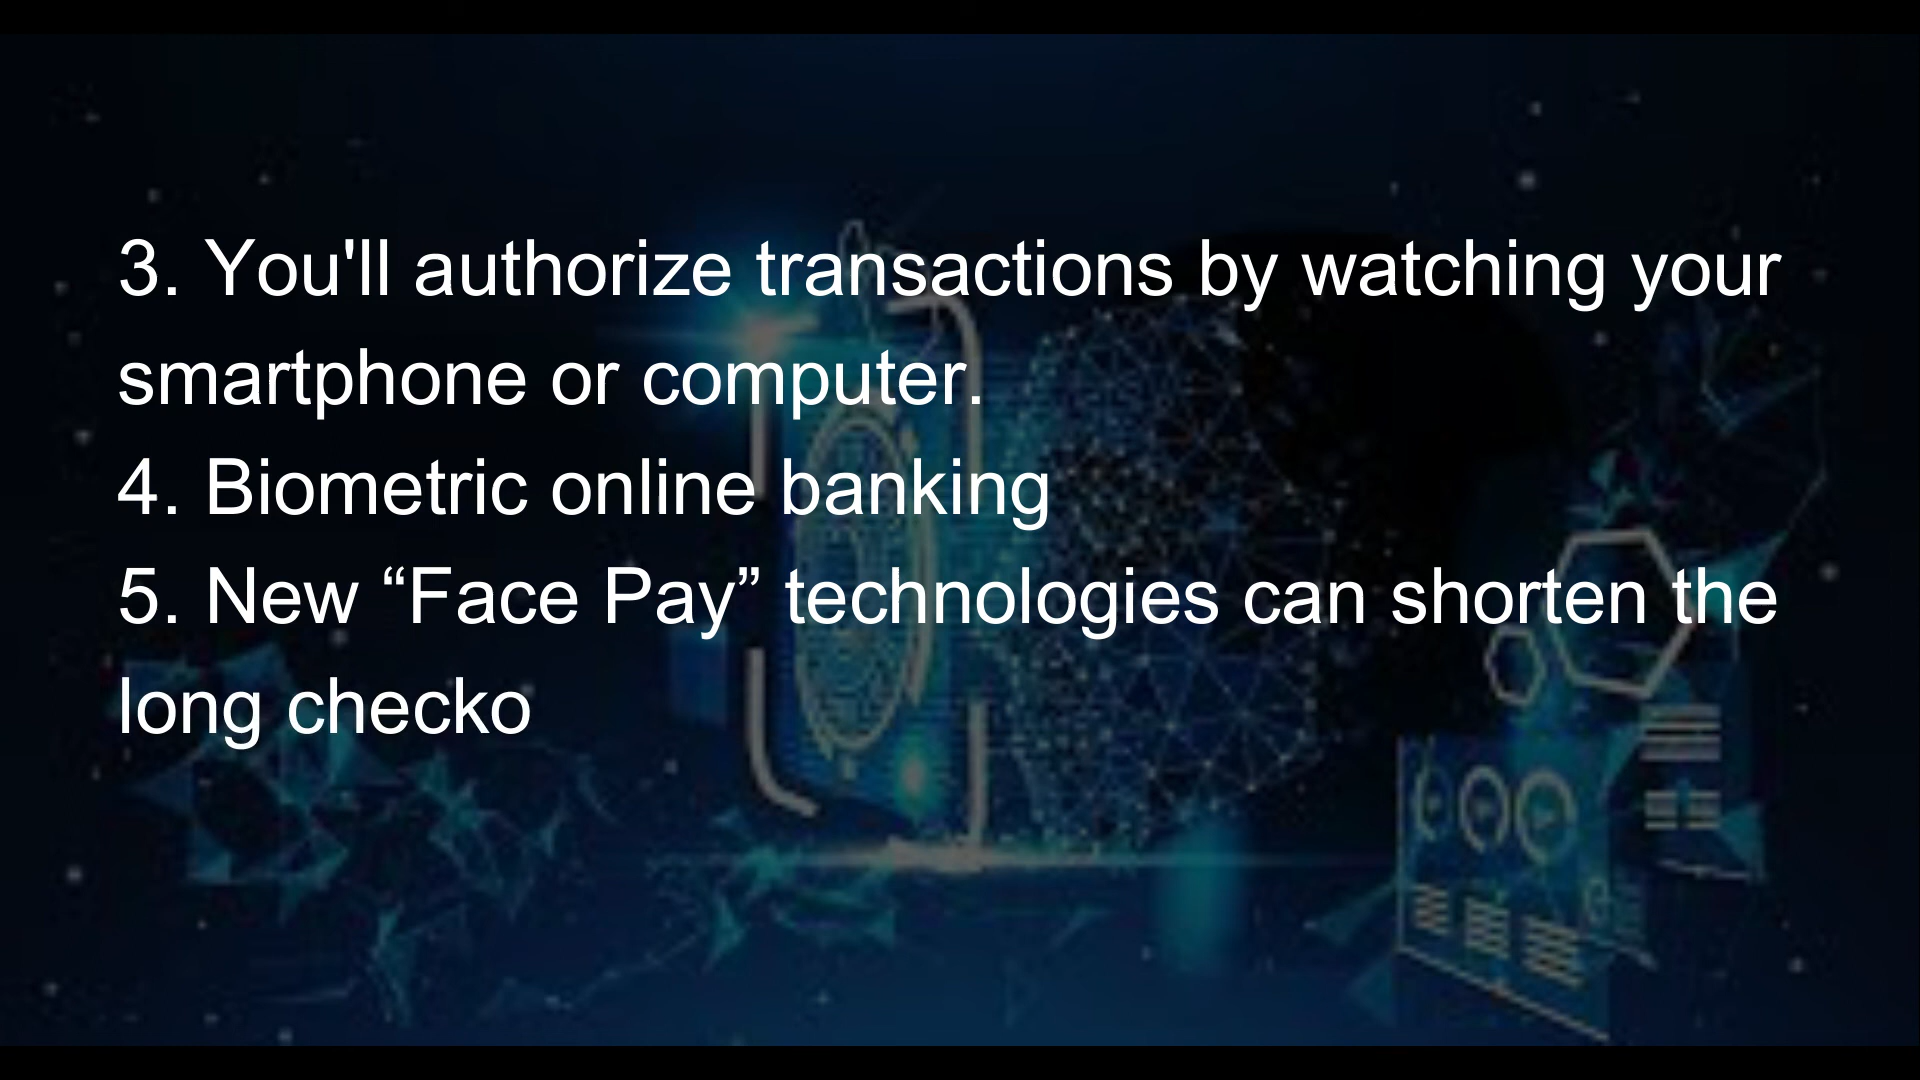 3. You'll authorize transactions by watching your
smartphone or computer.
4. Biometric online banking
5. New “Face Pay” technologies can shorten the
long checko